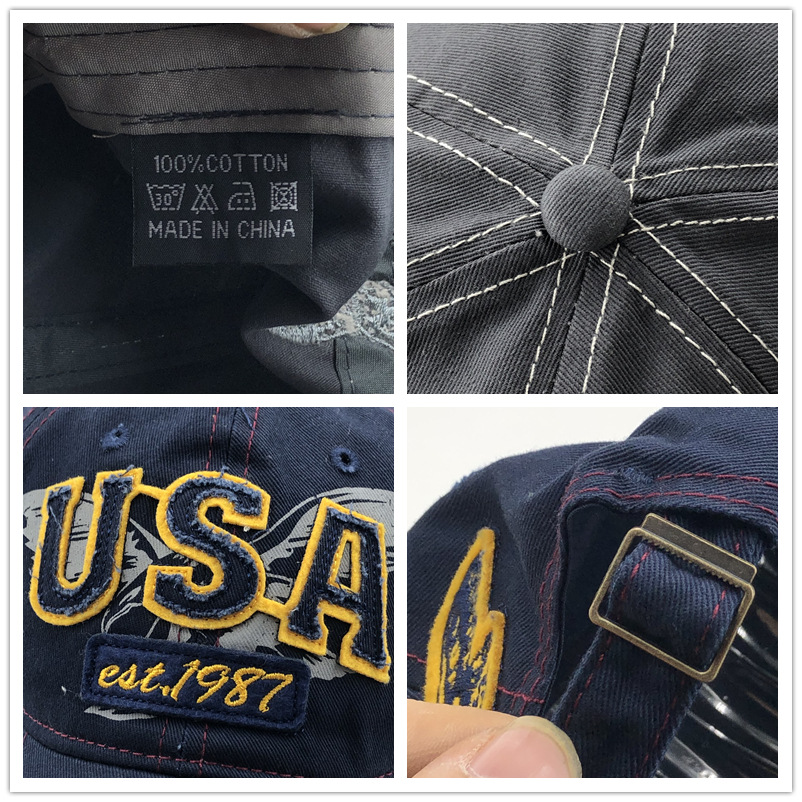 100%COTTON
30°
MADE IN CHINA
USA
est.1987